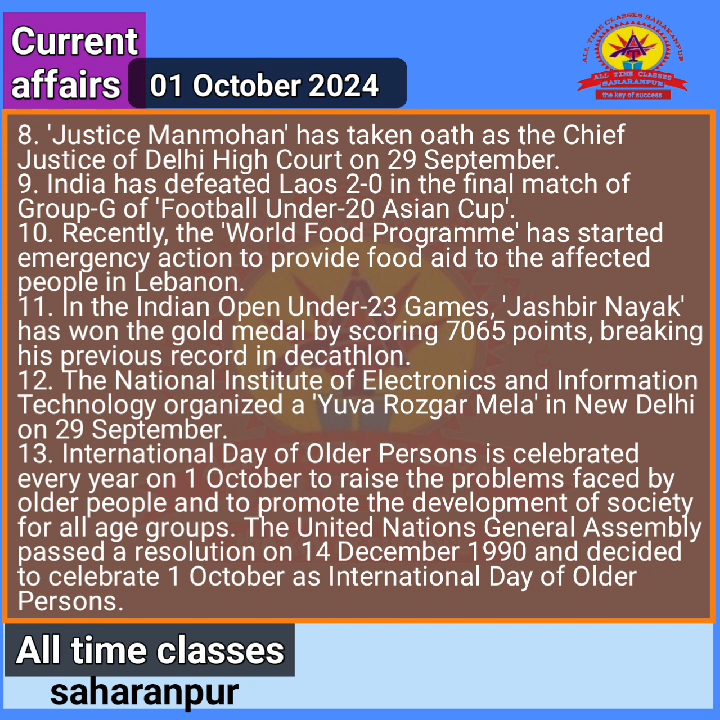 Current
affairs
01 October 2024
ALL TIME CLASSES SAHARANPUR
ALL TIME CLASSES
SAHARANPUR
the key of success
8. 'Justice Manmohan' has taken oath as the Chief
Justice of Delhi High Court on 29 September.
9. India has defeated Laos 2-0 in the final match of
Group-G of 'Football Under-20 Asian Cup'.
10. Recently, the 'World Food Programme' has started
emergency action to provide food aid to the affected
people in Lebanon.
11. In the Indian Open Under-23 Games, 'Jashbir Nayak'
has won the gold medal by scoring 7065 points, breaking
his previous record in decathlon.
12. The National Institute of Electronics and Information
Technology organized a 'Yuva Rozgar Mela' in New Delhi
on 29 September.
13. International Day of Older Persons is celebrated
every year on 1 October to raise the problems faced by
older people and to promote the development of society
for all age groups. The United Nations General Assembly
passed a resolution on 14 December 1990 and decided
to celebrate 1 October as International Day of Older
Persons.
All time classes
saharanpur